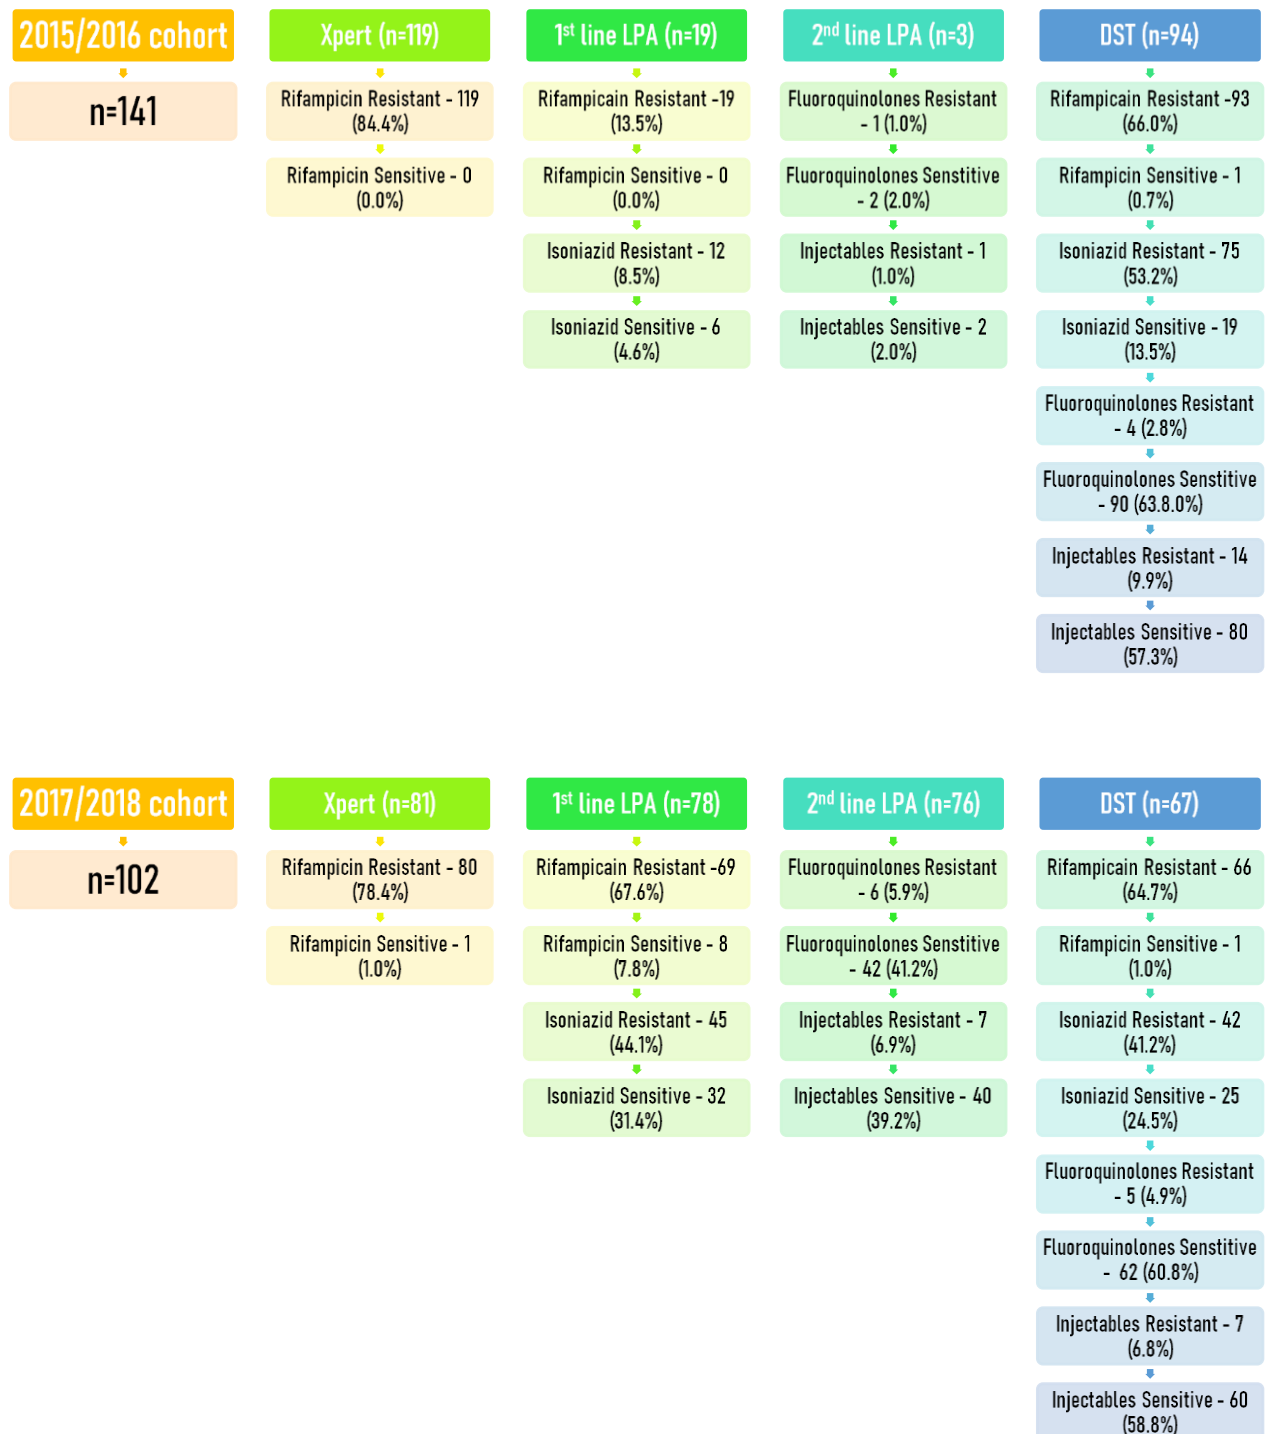 2015/2016 cohort
n=141
Xpert (n=119)
Rifampicin Resistant - 119
(84.4%)
Rifampicin Sensitive - 0
(0.0%)
1st line LPA (n=19)
Rifampicain Resistant -19
(13.5%)
Rifampicin Sensitive - 0
(0.0%)
Isoniazid Resistant - 12
(8.5%)
Isoniazid Sensitive - 6
(4.6%)
2nd line LPA (n=3)
Fluoroquinolones Resistant
- 1 (1.0%)
Fluoroquinolones Senstitive
- 2 (2.0%)
Injectables Resistant - 1
(1.0%)
Injectables Sensitive - 2
(2.0%)
DST (n=94)
Rifampicain Resistant -93
(66.0%)
Rifampicin Sensitive - 1
(0.7%)
Isoniazid Resistant - 75
(53.2%)
Isoniazid Sensitive - 19
(13.5%)
Fluoroquinolones Resistant
- 4 (2.8%)
Fluoroquinolones Senstitive
- 90 (63.8.0%)
Injectables Resistant - 14
(9.9%)
Injectables Sensitive - 80
(57.3%)
2017/2018 cohort
n=102
Xpert (n=81)
Rifampicin Resistant - 80
(78.4%)
Rifampicin Sensitive - 1
(1.0%)
1st line LPA (n=78)
Rifampicain Resistant -69
(67.6%)
Rifampicin Sensitive - 8
(7.8%)
Isoniazid Resistant - 45
(44.1%)
Isoniazid Sensitive - 32
(31.4%)
2nd line LPA (n=76)
Fluoroquinolones Resistant
- 6 (5.9%)
Fluoroquinolones Senstitive
- 42 (41.2%)
Injectables Resistant - 7
(6.9%)
Injectables Sensitive - 40
(39.2%)
DST (n=67)
Rifampicain Resistant - 66
(64.7%)
Rifampicin Sensitive - 1
(1.0%)
Isoniazid Resistant - 42
(41.2%)
Isoniazid Sensitive - 25
(24.5%)
Fluoroquinolones Resistant
- 5 (4.9%)
Fluoroquinolones Senstitive
- 62 (60.8%)
Injectables Resistant - 7
(6.8%)
Injectables Sensitive - 60
(58.8%)